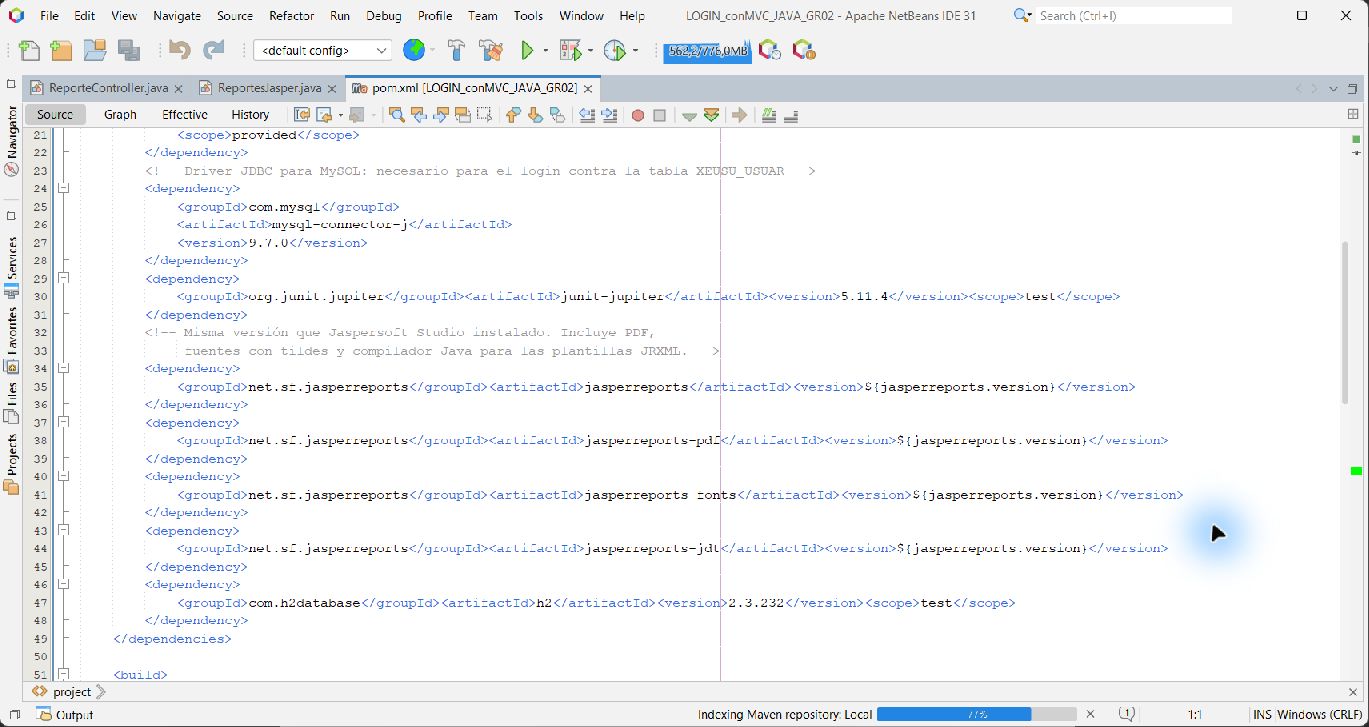 File Edit View Navigate Source Refactor Run Debug Profile Team Tools Window Help LOGIN_conMVC_JAVA_GR02 - Apache NetBeans IDE 31 Search (Ctrl+I)
<default config> 562,2/776,0MB
ReporteController.java ReportesJasper.java pom.xml [LOGIN_conMVC_JAVA_GR02]
Source Graph Effective History
Navigator
Services
Favorites
Files
Projects
21 <scope>provided</scope>
22 </dependency>
23 <! Driver JDBC para MySQL: necesario para el login contra la tabla XEUSU_USUAR >
24 <dependency>
25 <groupId>com.mysql</groupId>
26 <artifactId>mysql-connector-j</artifactId>
27 <version>9.7.0</version>
28 </dependency>
29 <dependency>
30 <groupId>org.junit.jupiter</groupId><artifactId>junit-jupiter</artifactId><version>5.11.4</version><scope>test</scope>
31 </dependency>
32 <!-- Misma versión que Jaspersoft Studio instalado. Incluye PDF,
33 fuentes con tildes y compilador Java para las plantillas JRXML. >
34 <dependency>
35 <groupId>net.sf.jasperreports</groupId><artifactId>jasperreports</artifactId><version>${jasperreports.version}</version>
36 </dependency>
37 <dependency>
38 <groupId>net.sf.jasperreports</groupId><artifactId>jasperreports-pdf</artifactId><version>${jasperreports.version}</version>
39 </dependency>
40 <dependency>
41 <groupId>net.sf.jasperreports</groupId><artifactId>jasperreports fonts</artifactId><version>${jasperreports.version}</version>
42 </dependency>
43 <dependency>
44 <groupId>net.sf.jasperreports</groupId><artifactId>jasperreports-jdt</artifactId><version>${jasperreports.version}</version>
45 </dependency>
46 <dependency>
47 <groupId>com.h2database</groupId><artifactId>h2</artifactId><version>2.3.232</version><scope>test</scope>
48 </dependency>
49 </dependencies>
50
51 <build>
project
Output Indexing Maven repository: Local 77% 1 1:1 INS Windows (CRLF)